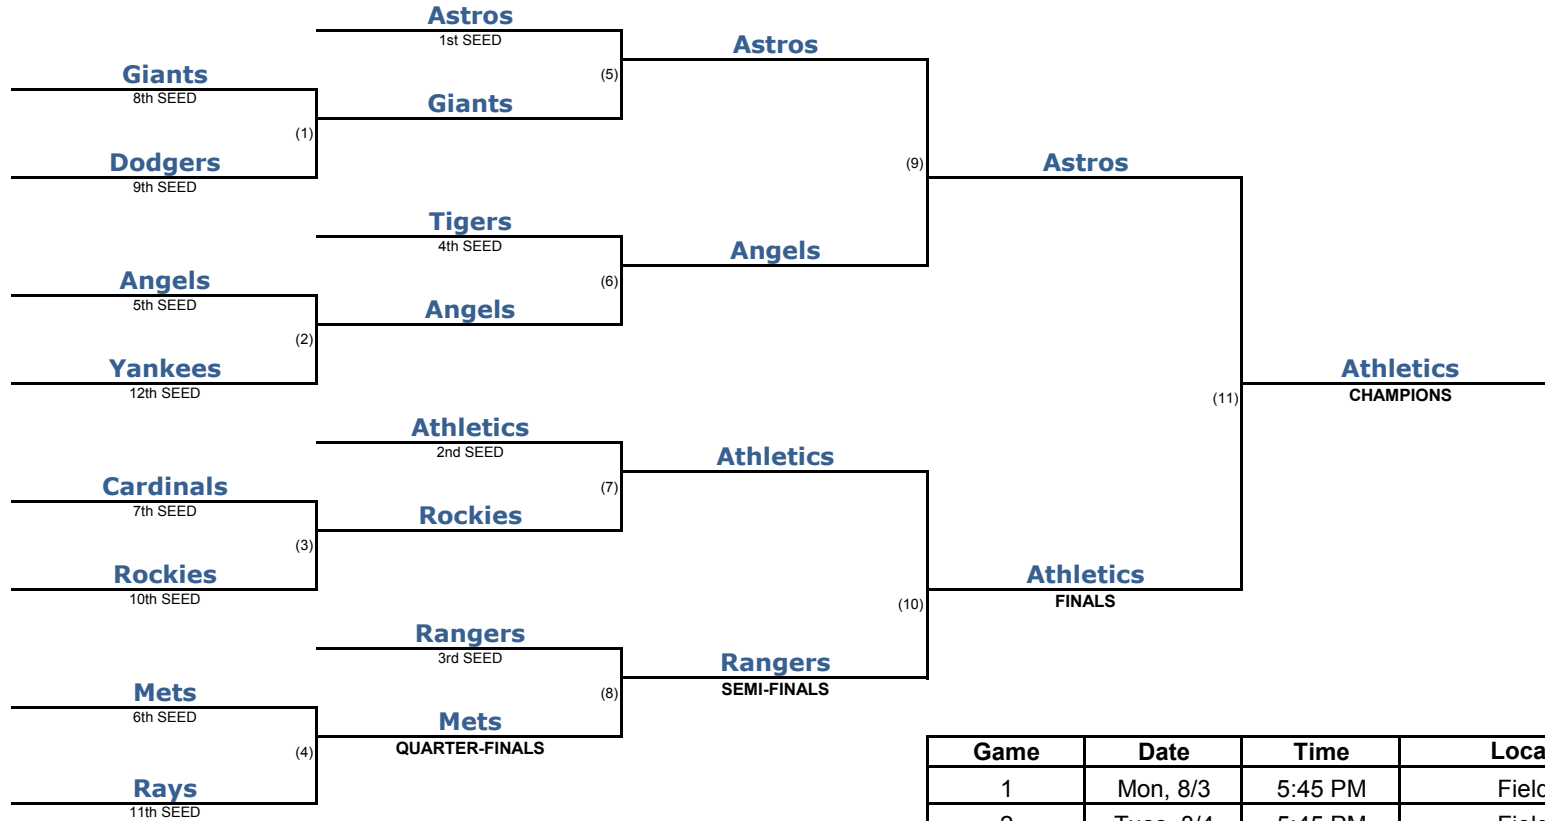 Astros
1st SEED
Astros
(5)
Giants
8th SEED
Giants
(1)
Dodgers
9th SEED
(9)
Astros
Tigers
4th SEED
Angels
Angels
5th SEED
(6)
Angels
(2)
Yankees
12th SEED
Athletics
CHAMPIONS
(11)
Athletics
2nd SEED
Athletics
Cardinals
7th SEED
(7)
Rockies
(3)
Rockies
10th SEED
Athletics
FINALS
(10)
Rangers
3rd SEED
Rangers
SEMI-FINALS
Mets
6th SEED
(8)
Mets
QUARTER-FINALS
(4)
Rays
11th SEED
Game Date Time Loca
1 Mon, 8/3 5:45 PM Field